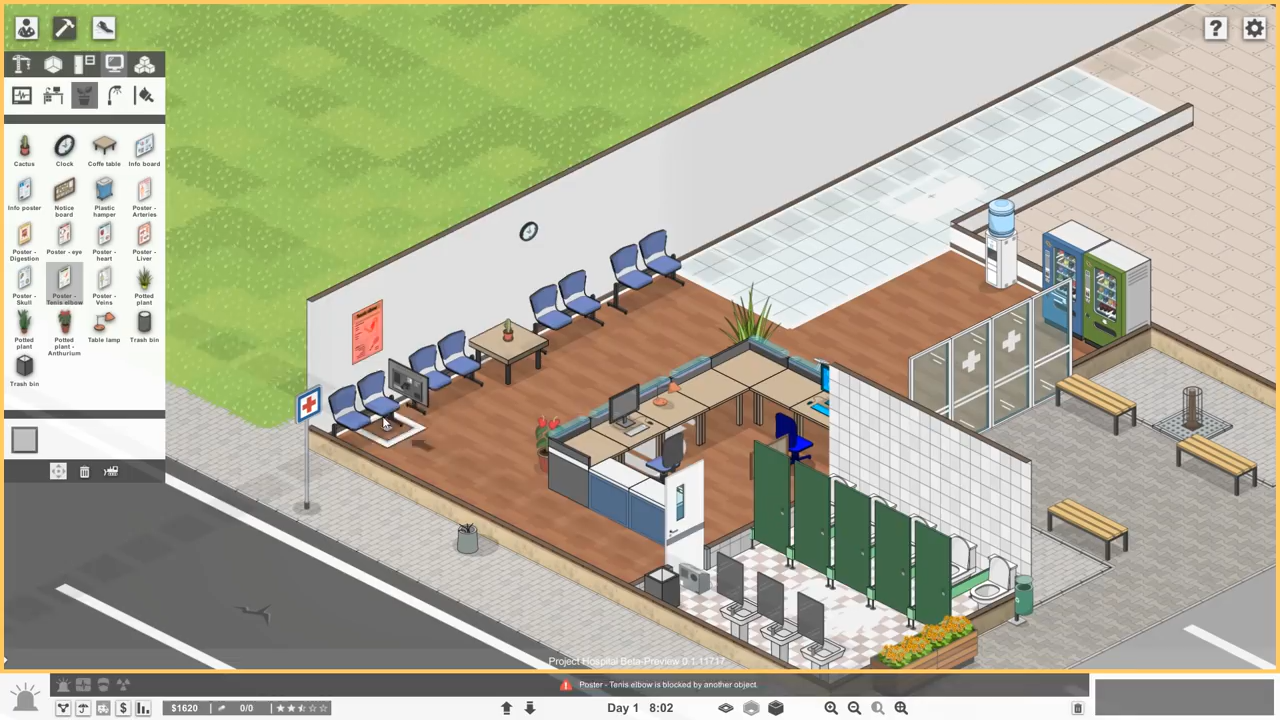 ?
Cactus
Clock
Coffe table
Info board
Info poster
Notice board
Plastic hamper
Poster - Arteries
Poster - Digestion
Poster - eye
Poster - heart
Poster - Liver
Poster - Skull
Poster - Tenis elbow
Poster - Veins
Potted plant
Potted plant
Potted plant - Anthurium
Table lamp
Trash bin
Trash bin
Project Hospital Beta-Preview 0.1.11717
Poster - Tenis elbow is blocked by another object.
$
$1620
0/0
Day 1 8:02